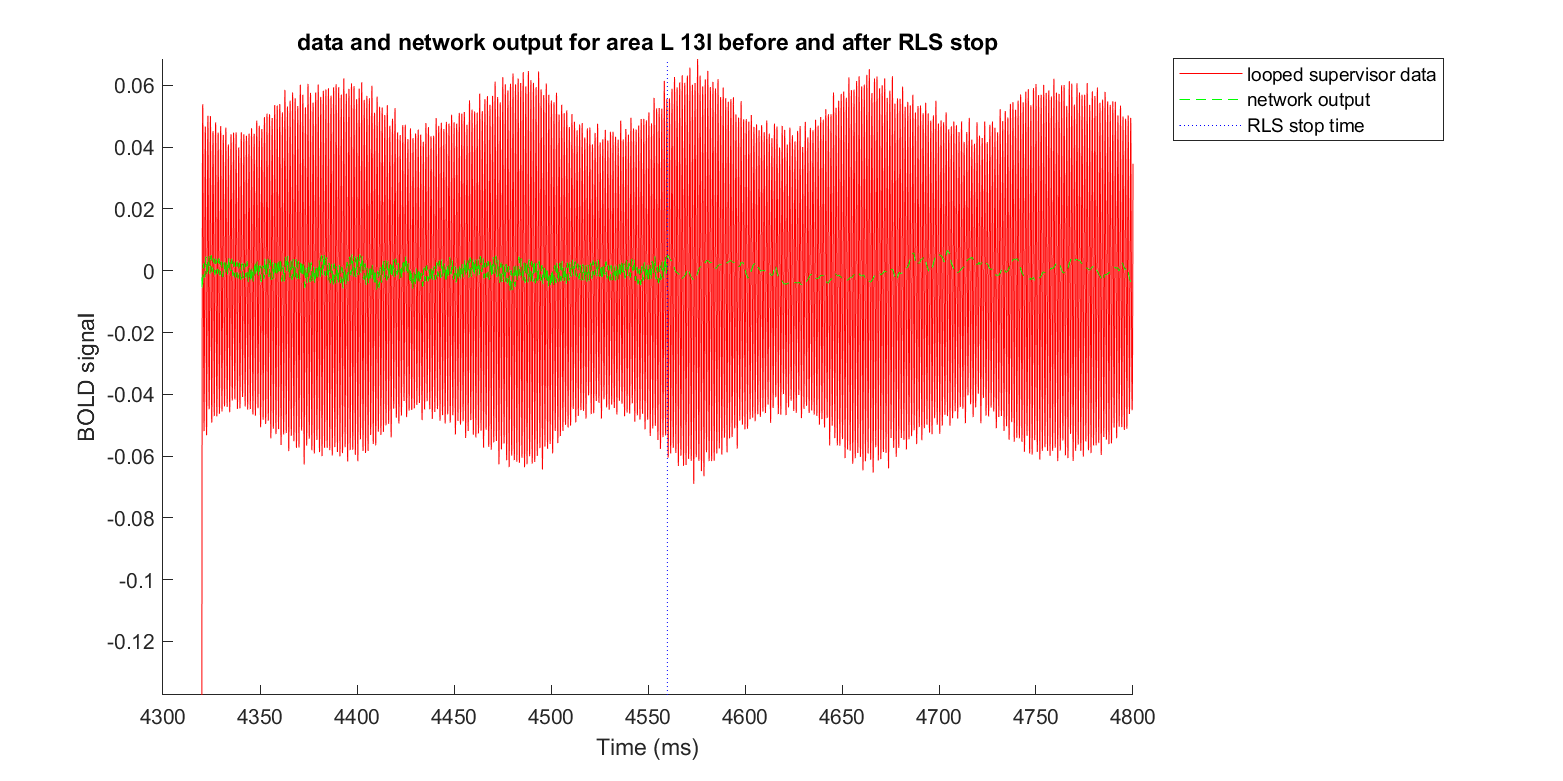 data and network output for area L 13l before and after RLS stop
looped supervisor data
network output
RLS stop time
BOLD signal
0.06
0.04
0.02
0
-0.02
-0.04
-0.06
-0.08
-0.1
-0.12
4300 4350 4400 4450 4500 4550 4600 4650 4700 4750 4800
Time (ms)